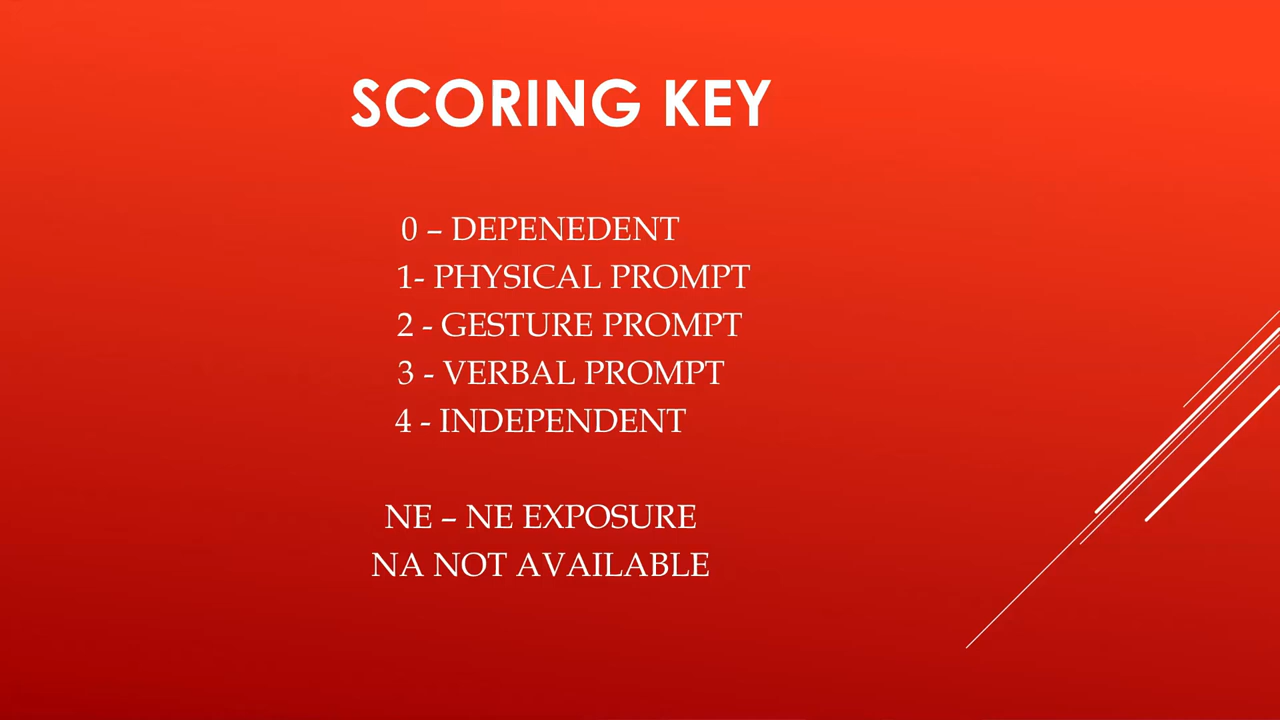 SCORING KEY
0 – DEPENEDENT
1- PHYSICAL PROMPT
2 - GESTURE PROMPT
3 - VERBAL PROMPT
4 - INDEPENDENT
NE – NE EXPOSURE
NA NOT AVAILABLE